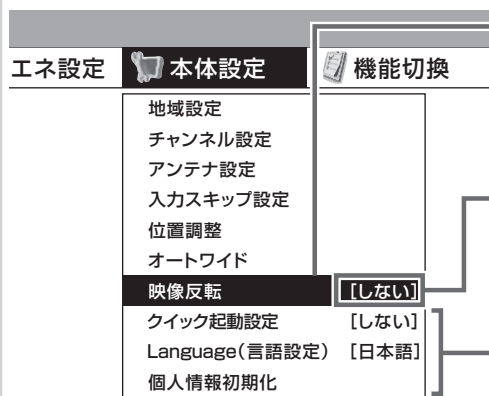 エネ設定 本体設定 機能切換
地域設定
チャンネル設定
アンテナ設定
入力スキップ設定
位置調整
オートワイド
映像反転 [しない]
クイック起動設定 [しない]
Language(言語設定) [日本語]
個人情報初期化